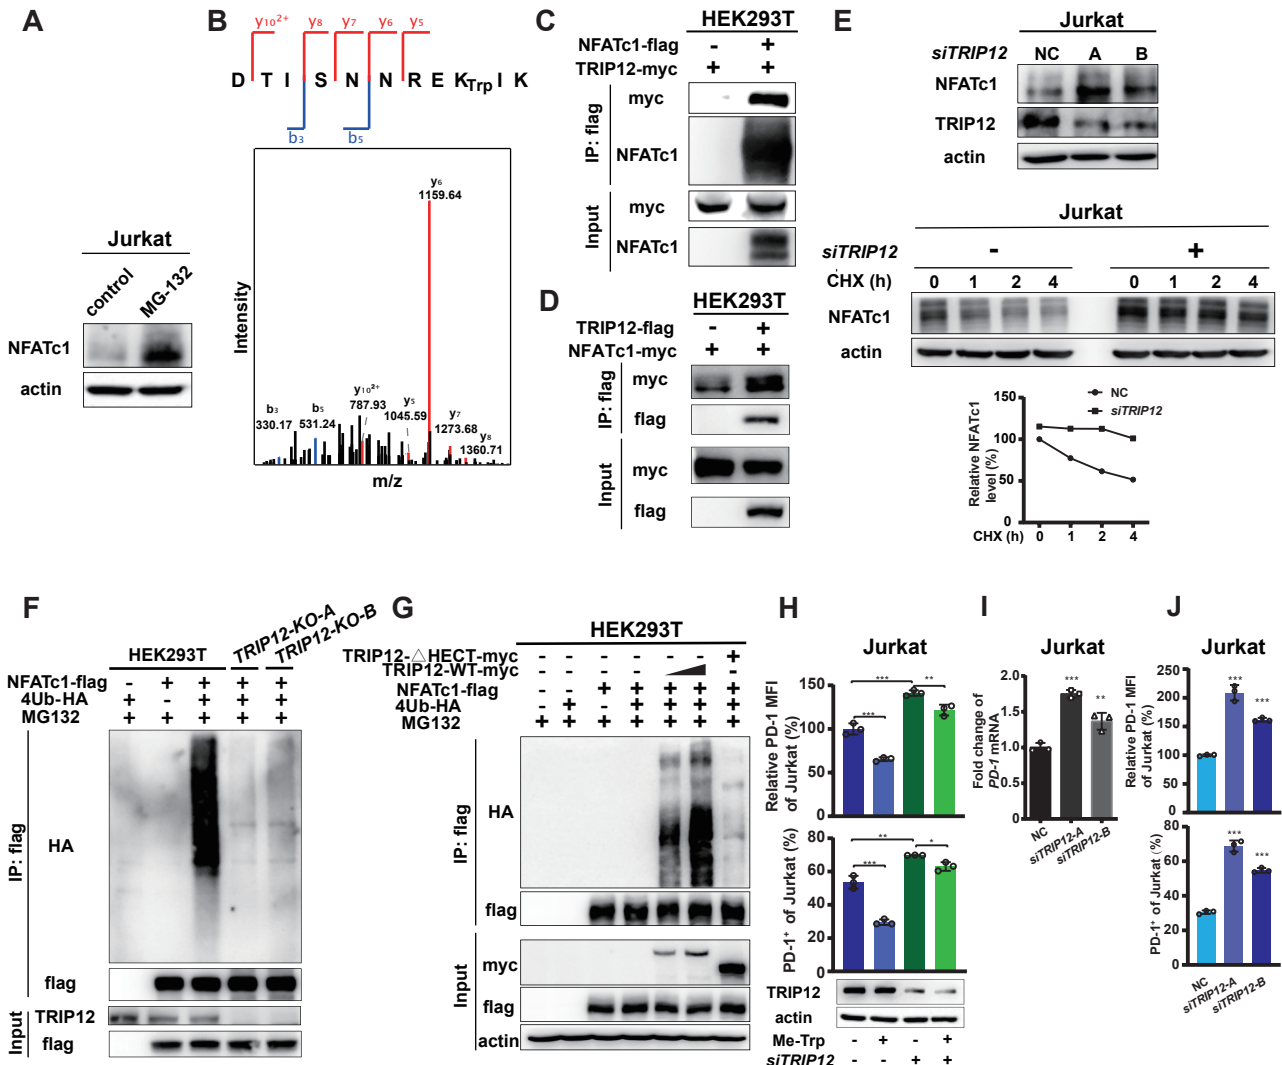 A
Jurkat
control
MG-132
NFATc1
actin
B
y₁₀²⁺ y₈ y₇ y₆ y₅
D T I S N N R E K_Trp I K
b₃ b₅
Intensity
y₆
1159.64
b₃
330.17
b₅
531.24
y₁₀²⁺
787.93
y₅
1045.59
y₇
1273.68
y₈
1360.71
m/z
C
HEK293T
NFATc1-flag - +
TRIP12-myc + +
IP: flag
myc
NFATc1
Input
myc
NFATc1
D
HEK293T
TRIP12-flag - +
NFATc1-myc + +
IP: flag
myc
flag
Input
myc
flag
E
Jurkat
siTRIP12 NC A B
NFATc1
TRIP12
actin
Jurkat
siTRIP12 - +
CHX (h) 0 1 2 4 0 1 2 4
NFATc1
actin
NC
siTRIP12
Relative NFATc1
level (%)
150
100
50
0
CHX (h) 0 1 2 4
F
HEK293T TRIP12-KO-A TRIP12-KO-B
NFATc1-flag - + + + +
4Ub-HA + - + + +
MG132 + + + + +
IP: flag
HA
flag
Input
TRIP12
flag
G
HEK293T
TRIP12-△HECT-myc - - - - - - +
TRIP12-WT-myc - - - - -
NFATc1-flag - - + + + + +
4Ub-HA - + - + + + +
MG132 + + + + + + +
IP: flag
HA
flag
Input
myc
flag
actin
H
Jurkat
Relative PD-1 MFI
of Jurkat (%)
150
100
50
0
*** *** **
PD-1⁺ of Jurkat (%)
80
60
40
20
0
** *** *
TRIP12
actin
Me-Trp - + - +
siTRIP12 - - + +
I
Jurkat
Fold change of
PD-1 mRNA
2.0
1.5
1.0
0
*** **
NC
siTRIP12-A
siTRIP12-B
J
Jurkat
Relative PD-1 MFI
of Jurkat (%)
250
200
150
100
50
0
*** ***
PD-1⁺ of Jurkat (%)
80
60
40
20
0
*** ***
NC
siTRIP12-A
siTRIP12-B